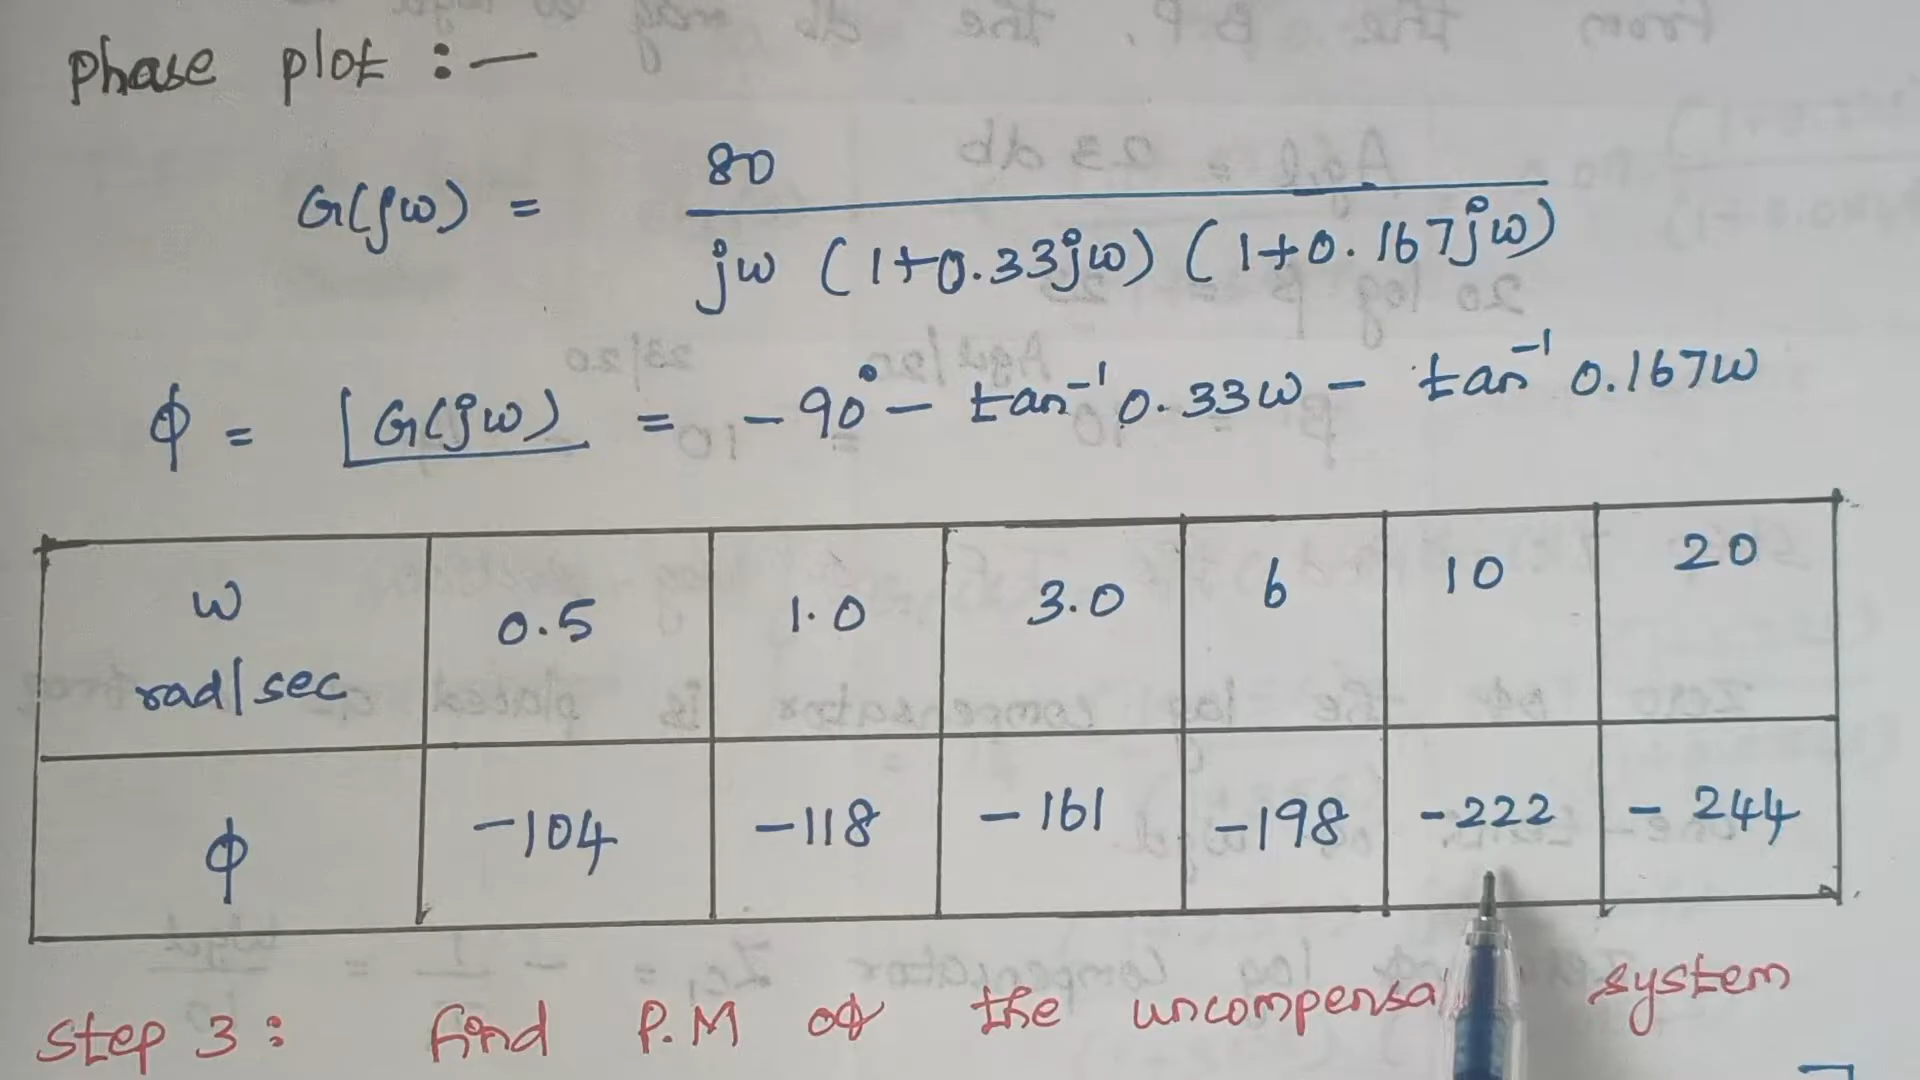 Phase plot :-
G(jω) = 80 / jω (1+0.33jω) (1+0.167jω)
φ = ∠G(jω) = -90° - tan⁻¹ 0.33ω - tan⁻¹ 0.167ω
ω rad/sec 0.5 1.0 3.0 6 10 20
φ -104 -118 -161 -198 -222 -244
Step 3: find P.M of the system